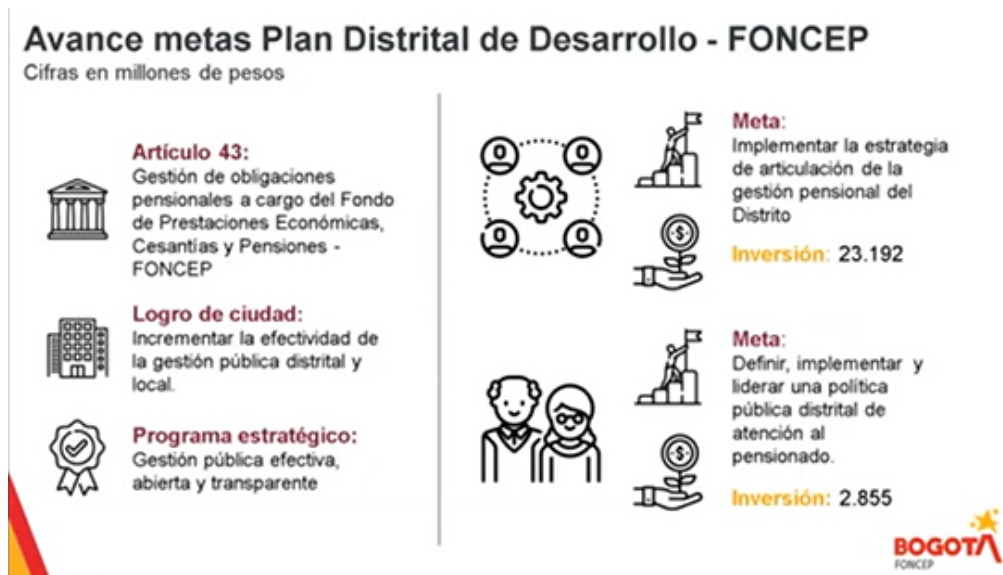 Avance metas Plan Distrital de Desarrollo - FONCEP
Cifras en millones de pesos
Artículo 43:
Gestión de obligaciones
pensionales a cargo del Fondo
de Prestaciones Económicas,
Cesantías y Pensiones -
FONCEP
Logro de ciudad:
Incrementar la efectividad de
la gestión pública distrital y
local.
Programa estratégico:
Gestión pública efectiva,
abierta y transparente
Meta:
Implementar la estrategia
de articulación de la
gestión pensional del
Distrito
Inversión: 23.192
Meta:
Definir, implementar y
liderar una política
pública distrital de
atención al
pensionado.
Inversión: 2.855
BOGOTÁ
FONCEP